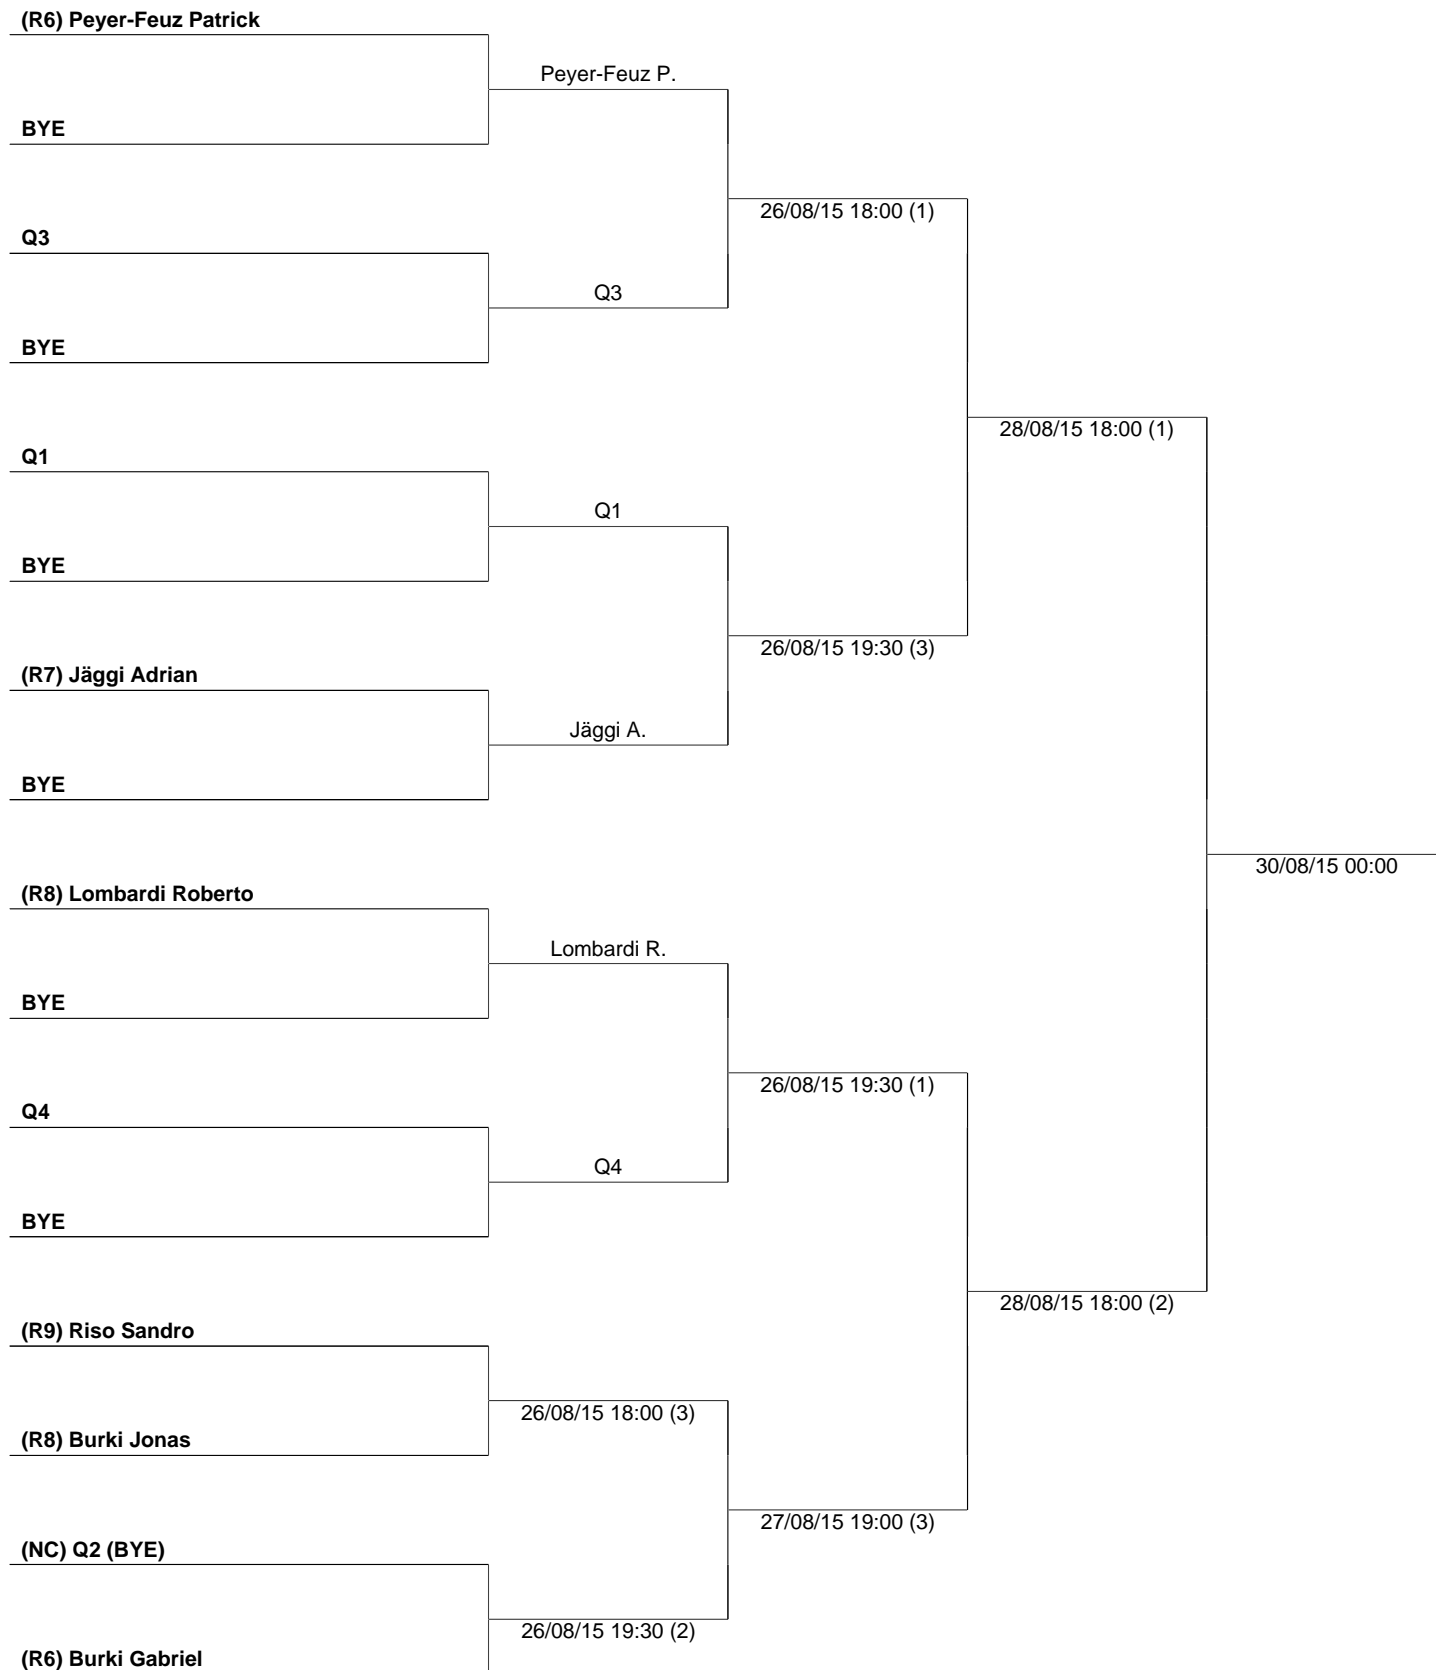 (R6) Peyer-Feuz Patrick
Peyer-Feuz P.
BYE
26/08/15 18:00 (1)
Q3
Q3
BYE
28/08/15 18:00 (1)
Q1
Q1
BYE
26/08/15 19:30 (3)
(R7) Jäggi Adrian
Jäggi A.
BYE
30/08/15 00:00
(R8) Lombardi Roberto
Lombardi R.
BYE
26/08/15 19:30 (1)
Q4
Q4
BYE
28/08/15 18:00 (2)
(R9) Riso Sandro
26/08/15 18:00 (3)
(R8) Burki Jonas
27/08/15 19:00 (3)
(NC) Q2 (BYE)
26/08/15 19:30 (2)
(R6) Burki Gabriel